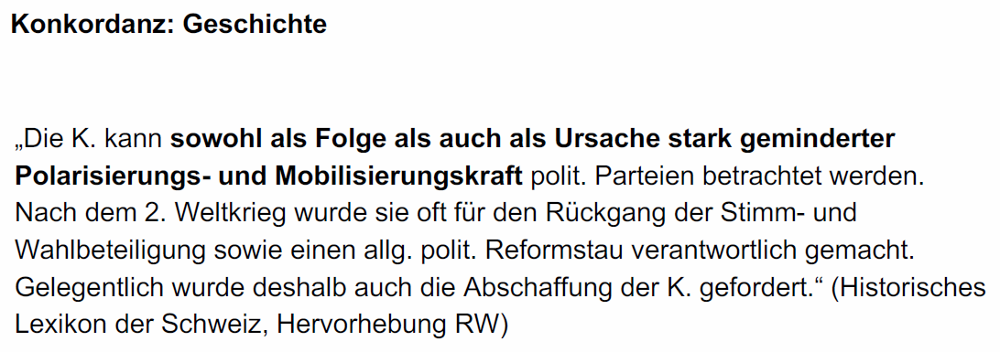 Konkordanz: Geschichte
„Die K. kann sowohl als Folge als auch als Ursache stark geminderter
Polarisierungs- und Mobilisierungskraft polit. Parteien betrachtet werden.
Nach dem 2. Weltkrieg wurde sie oft für den Rückgang der Stimm- und
Wahlbeteiligung sowie einen allg. polit. Reformstau verantwortlich gemacht.
Gelegentlich wurde deshalb auch die Abschaffung der K. gefordert.“ (Historisches
Lexikon der Schweiz, Hervorhebung RW)